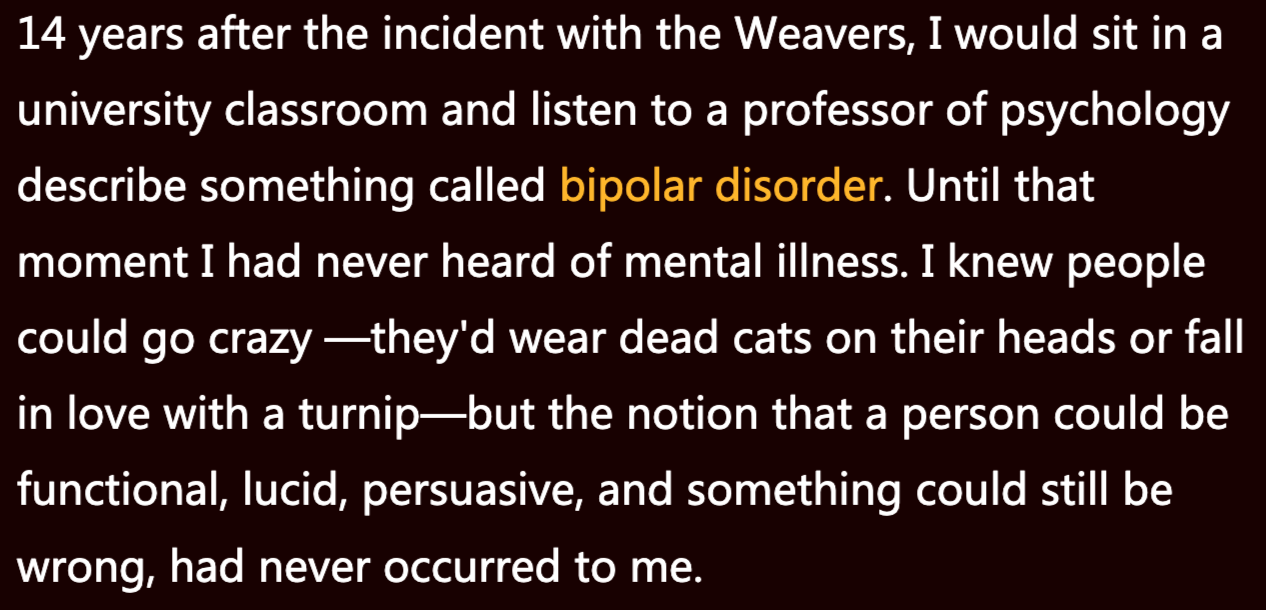 14 years after the incident with the Weavers, I would sit in a
university classroom and listen to a professor of psychology
describe something called bipolar disorder. Until that
moment I had never heard of mental illness. I knew people
could go crazy —they'd wear dead cats on their heads or fall
in love with a turnip—but the notion that a person could be
functional, lucid, persuasive, and something could still be
wrong, had never occurred to me.